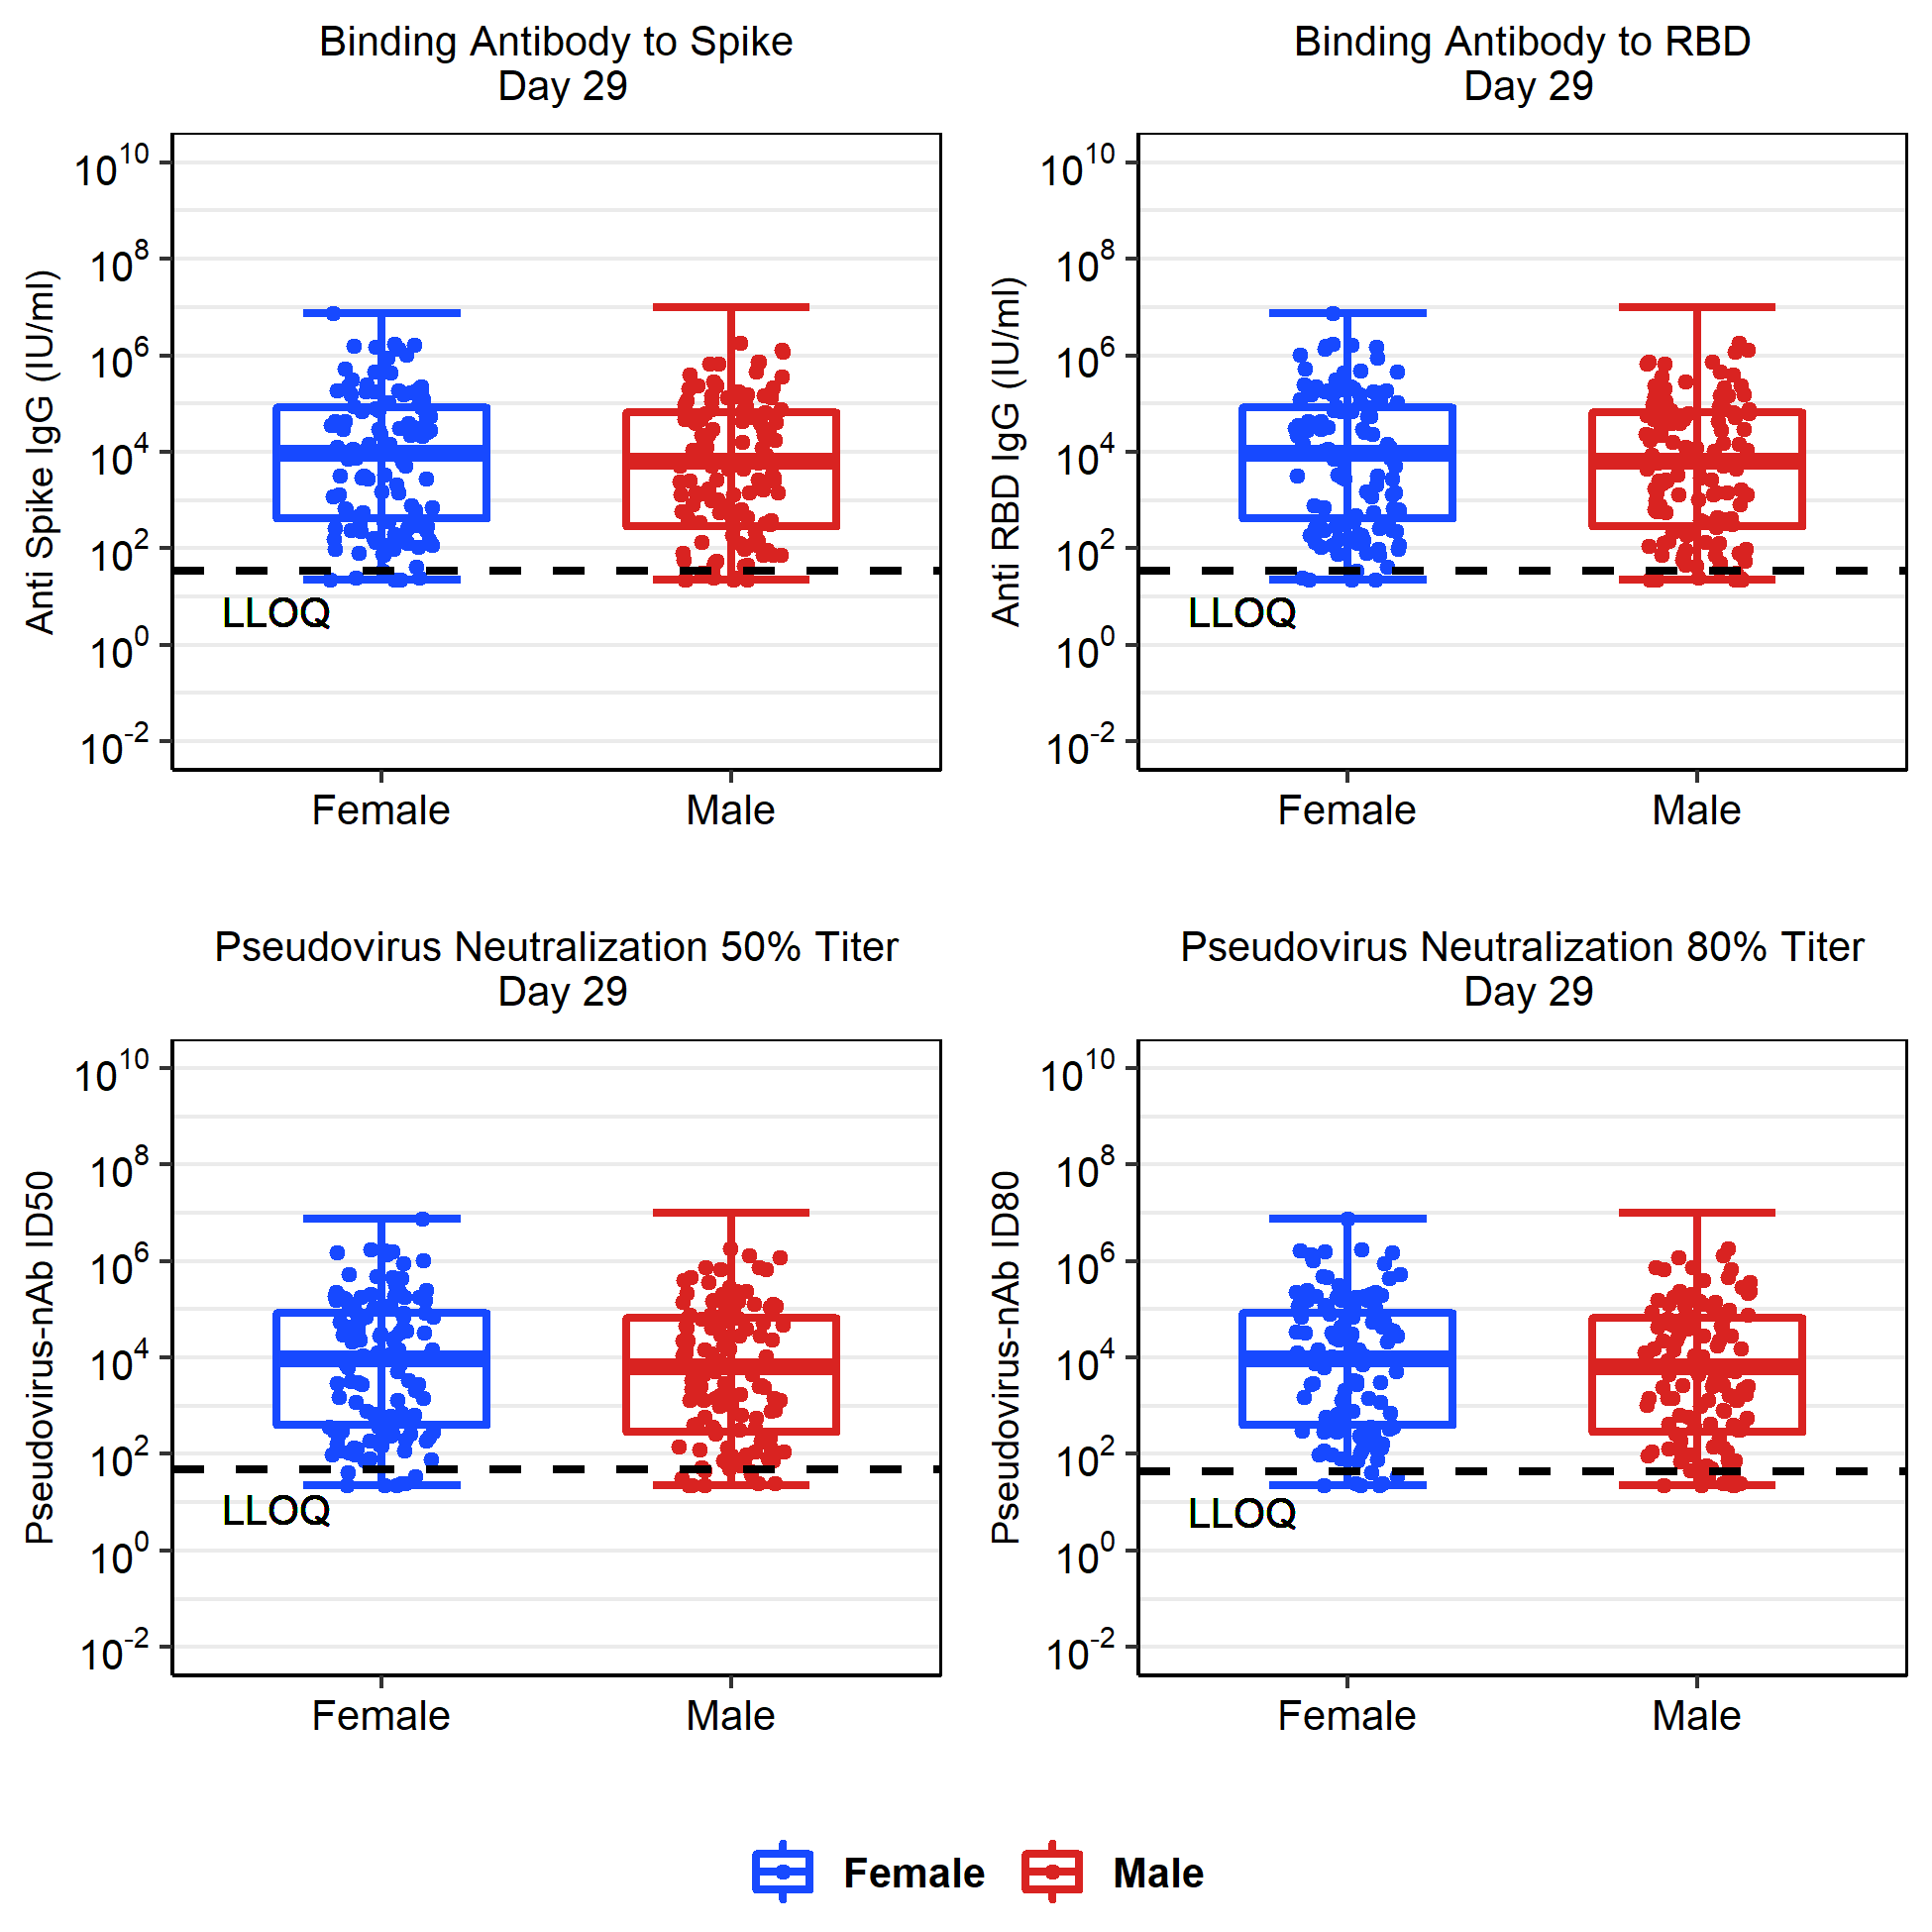 Binding Antibody to Spike
Day 29
Anti Spike IgG (IU/ml)
10^10
10^8
10^6
10^4
10^2
10^0
10^-2
LLOQ
Female Male
Binding Antibody to RBD
Day 29
Anti RBD IgG (IU/ml)
10^10
10^8
10^6
10^4
10^2
10^0
10^-2
LLOQ
Female Male
Pseudovirus Neutralization 50% Titer
Day 29
Pseudovirus-nAb ID50
10^10
10^8
10^6
10^4
10^2
10^0
10^-2
LLOQ
Female Male
Pseudovirus Neutralization 80% Titer
Day 29
Pseudovirus-nAb ID80
10^10
10^8
10^6
10^4
10^2
10^0
10^-2
LLOQ
Female Male
Female Male